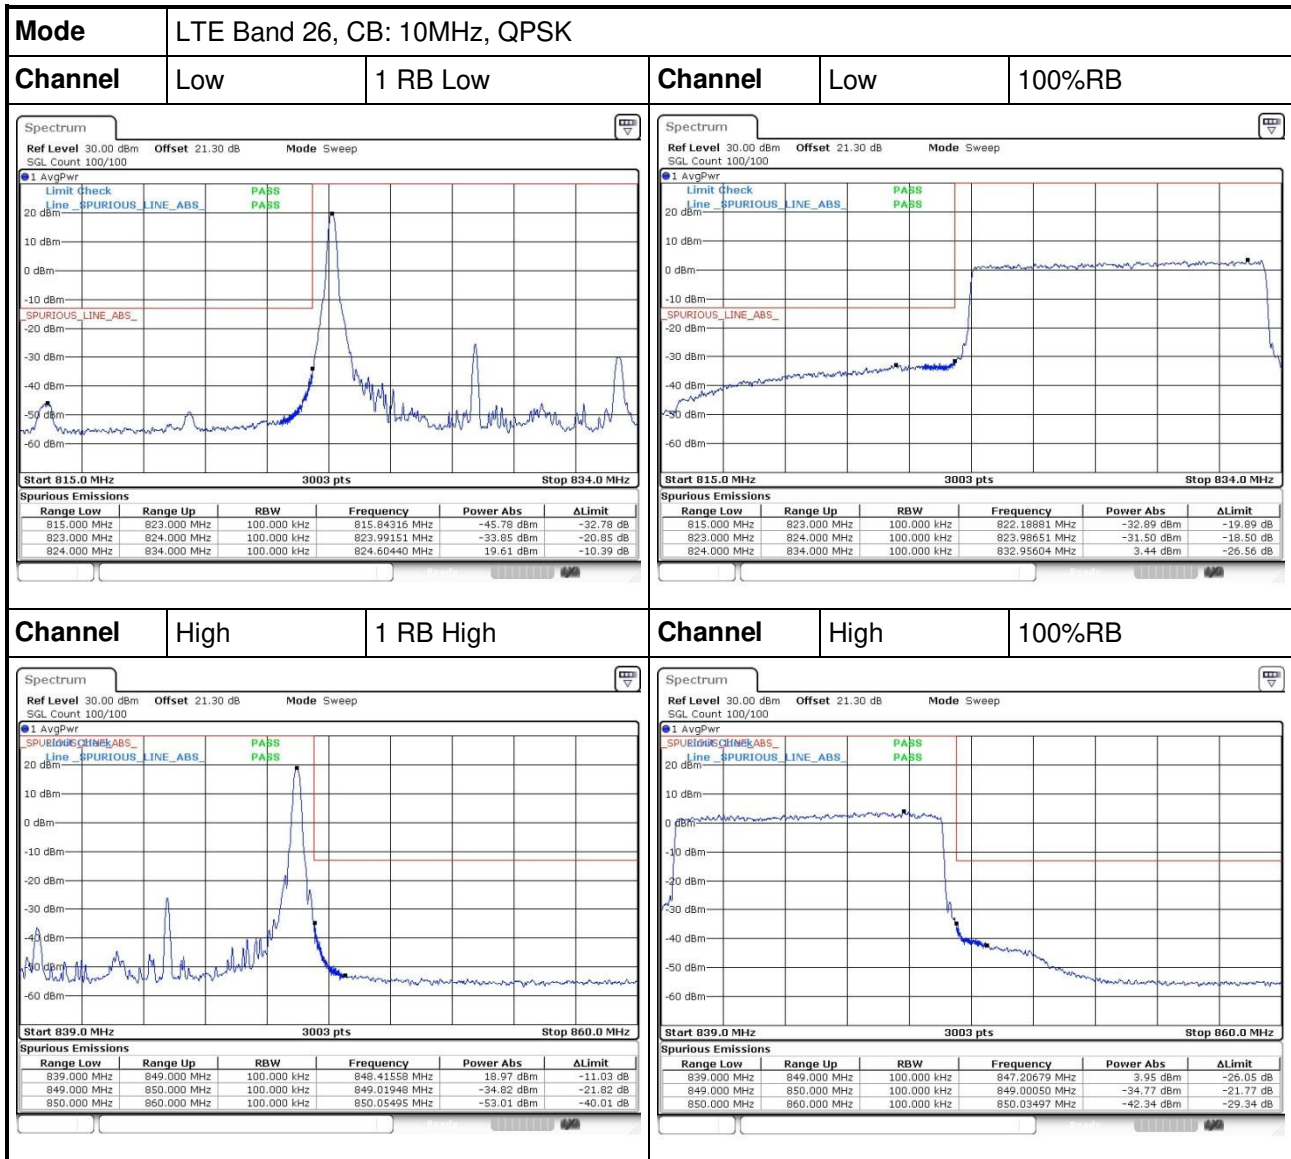 Mode LTE Band 26, CB: 10MHz, QPSK
Channel Low 1 RB Low Channel Low 100%RB
Spectrum
Ref Level 30.00 dBm Offset 21.30 dB Mode Sweep
SGL Count 100/100
1 AvgPwr
Limit Check PASS
Line _SPURIOUS_LINE_ABS_ PASS
20 dBm
10 dBm
0 dBm
-10 dBm
_SPURIOUS_LINE_ABS_
-20 dBm
-30 dBm
-40 dBm
-50 dBm
-60 dBm
Start 815.0 MHz 3003 pts Stop 834.0 MHz
Spurious Emissions
Range Low Range Up RBW Frequency Power Abs ΔLimit
815.000 MHz 823.000 MHz 100.000 kHz 815.84316 MHz -45.78 dBm -32.78 dB
823.000 MHz 824.000 MHz 100.000 kHz 823.99151 MHz -33.85 dBm -20.85 dB
824.000 MHz 834.000 MHz 100.000 kHz 824.60440 MHz 19.61 dBm -10.39 dB
Spectrum
Ref Level 30.00 dBm Offset 21.30 dB Mode Sweep
SGL Count 100/100
1 AvgPwr
Limit Check PASS
Line _SPURIOUS_LINE_ABS_ PASS
20 dBm
10 dBm
0 dBm
-10 dBm
_SPURIOUS_LINE_ABS_
-20 dBm
-30 dBm
-40 dBm
-50 dBm
-60 dBm
Start 815.0 MHz 3003 pts Stop 834.0 MHz
Spurious Emissions
Range Low Range Up RBW Frequency Power Abs ΔLimit
815.000 MHz 823.000 MHz 100.000 kHz 822.18881 MHz -32.89 dBm -19.89 dB
823.000 MHz 824.000 MHz 100.000 kHz 823.98651 MHz -31.50 dBm -18.50 dB
824.000 MHz 834.000 MHz 100.000 kHz 832.95604 MHz 3.44 dBm -26.56 dB
Channel High 1 RB High Channel High 100%RB
Spectrum
Ref Level 30.00 dBm Offset 21.30 dB Mode Sweep
SGL Count 100/100
1 AvgPwr
_SPURIOUS_LINE_ABS_
Limit Check PASS
Line _SPURIOUS_LINE_ABS_ PASS
20 dBm
10 dBm
0 dBm
-10 dBm
-20 dBm
-30 dBm
-40 dBm
-50 dBm
-60 dBm
Start 839.0 MHz 3003 pts Stop 860.0 MHz
Spurious Emissions
Range Low Range Up RBW Frequency Power Abs ΔLimit
839.000 MHz 849.000 MHz 100.000 kHz 848.41558 MHz 18.97 dBm -11.03 dB
849.000 MHz 850.000 MHz 100.000 kHz 849.01948 MHz -34.82 dBm -21.82 dB
850.000 MHz 860.000 MHz 100.000 kHz 850.05495 MHz -53.01 dBm -40.01 dB
Spectrum
Ref Level 30.00 dBm Offset 21.30 dB Mode Sweep
SGL Count 100/100
1 AvgPwr
_SPURIOUS_LINE_ABS_
Limit Check PASS
Line _SPURIOUS_LINE_ABS_ PASS
20 dBm
10 dBm
0 dBm
-10 dBm
-20 dBm
-30 dBm
-40 dBm
-50 dBm
-60 dBm
Start 839.0 MHz 3003 pts Stop 860.0 MHz
Spurious Emissions
Range Low Range Up RBW Frequency Power Abs ΔLimit
839.000 MHz 849.000 MHz 100.000 kHz 847.20679 MHz 3.95 dBm -26.05 dB
849.000 MHz 850.000 MHz 100.000 kHz 849.00050 MHz -34.77 dBm -21.77 dB
850.000 MHz 860.000 MHz 100.000 kHz 850.03497 MHz -42.34 dBm -29.34 dB